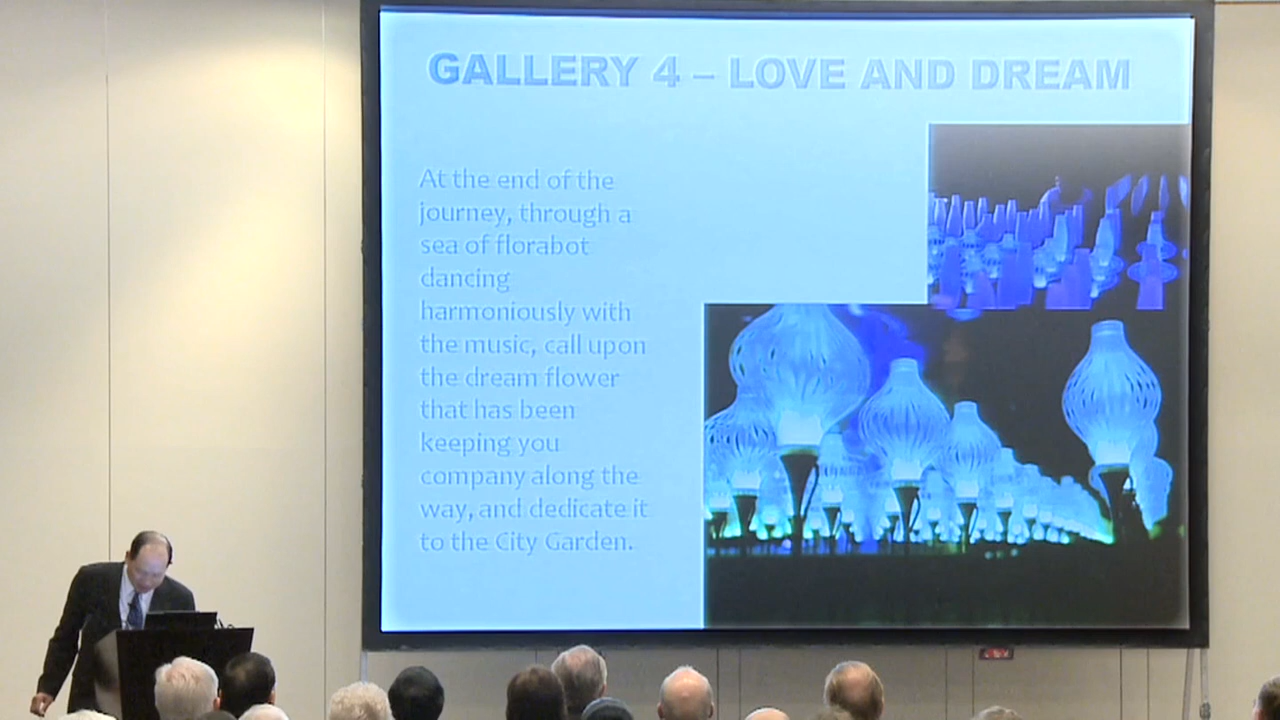 GALLERY 4 – LOVE AND DREAM
At the end of the
journey, through a
sea of florabot
dancing
harmoniously with
the music, call upon
the dream flower
that has been
keeping you
company along the
way, and dedicate it
to the City Garden.